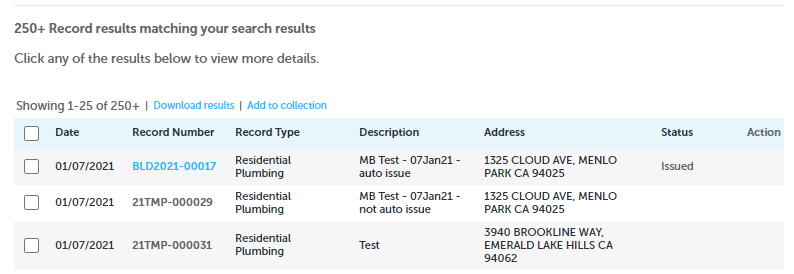 250+ Record results matching your search results
Click any of the results below to view more details.
Showing 1-25 of 250+ | Download results | Add to collection
Date Record Number Record Type Description Address Status Action
01/07/2021 BLD2021-00017 Residential Plumbing MB Test - 07Jan21 - auto issue 1325 CLOUD AVE, MENLO PARK CA 94025 Issued
01/07/2021 21TMP-000029 Residential Plumbing MB Test - 07Jan21 - not auto issue 1325 CLOUD AVE, MENLO PARK CA 94025
01/07/2021 21TMP-000031 Residential Plumbing Test 3940 BROOKLINE WAY, EMERALD LAKE HILLS CA 94062